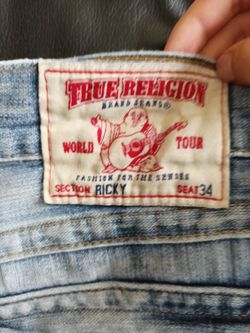 TRUE RELIGION
BRAND JEANS®
WORLD TOUR
FASHION FOR THE SENSES
SECTION RICKY SEAT 34